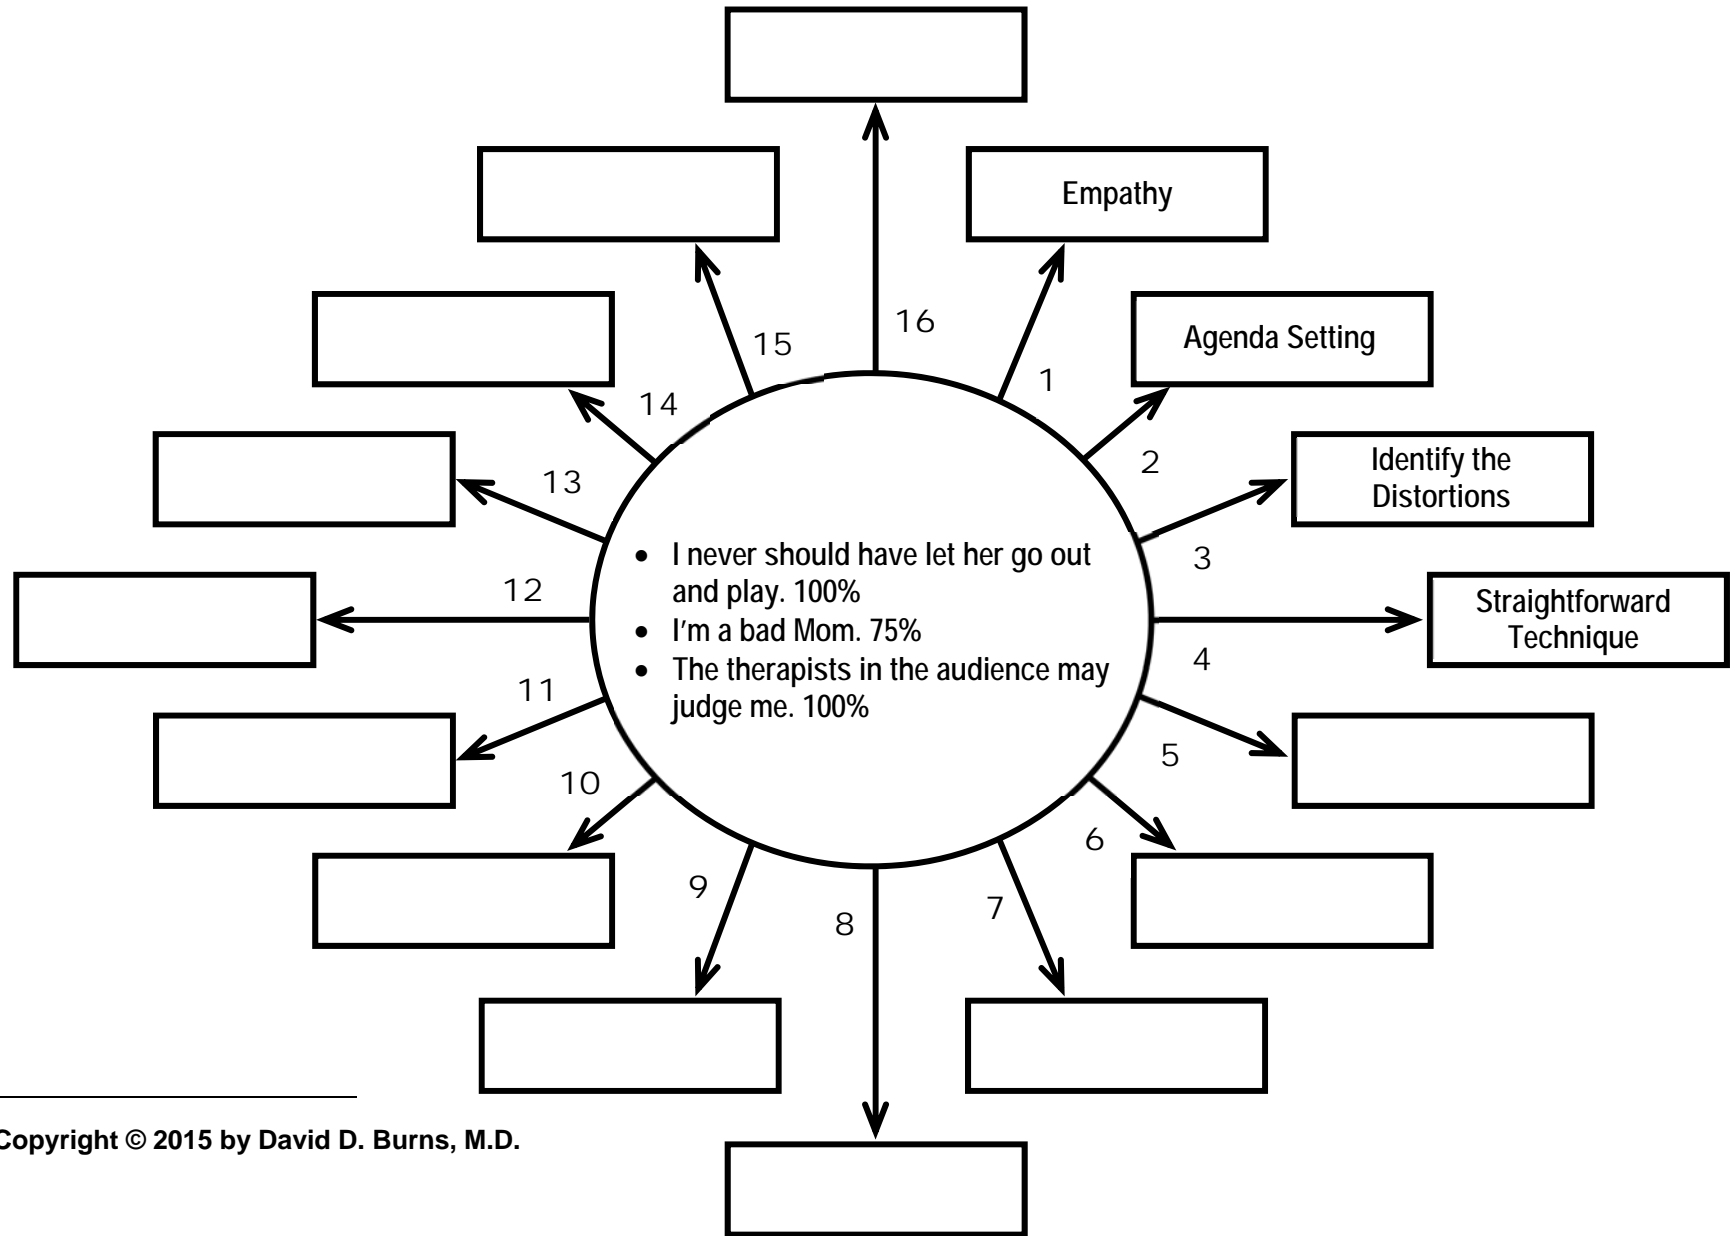 Empathy
Agenda Setting
Identify the
Distortions
Straightforward
Technique
16
1
2
3
4
5
6
7
8
9
10
11
12
13
14
15
• I never should have let her go out
and play. 100%
• I'm a bad Mom. 75%
• The therapists in the audience may
judge me. 100%
Copyright © 2015 by David D. Burns, M.D.